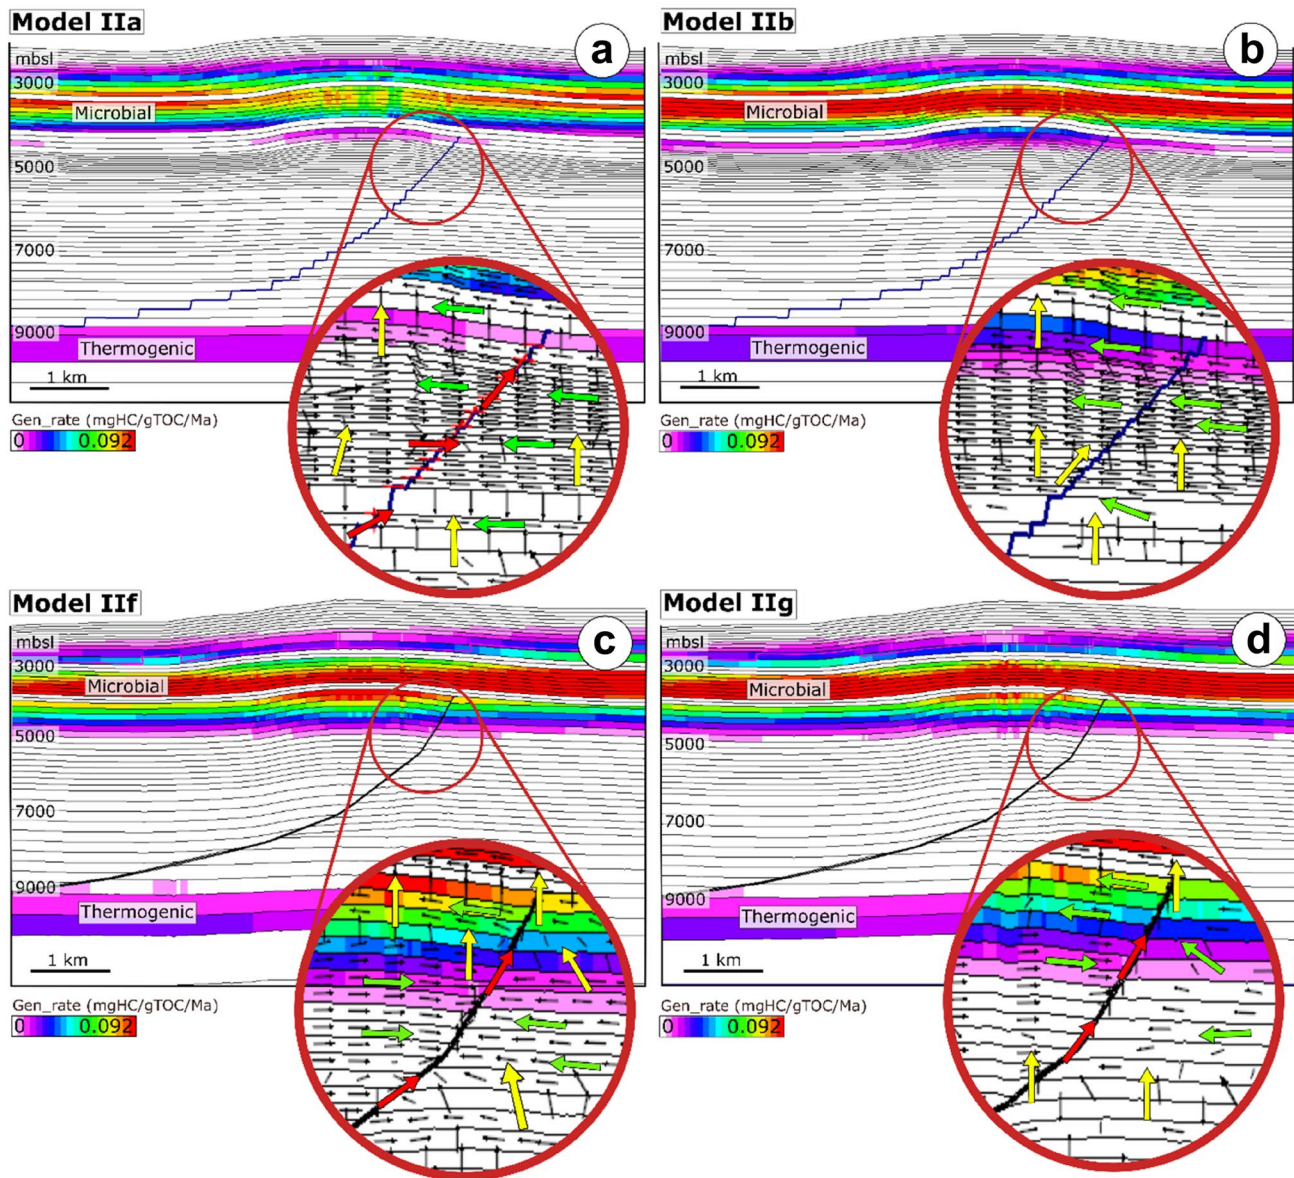 Model IIa
a
mbsl
3000
Microbial
5000
7000
9000
Thermogenic
1 km
Gen_rate (mgHC/gTOC/Ma)
0 0.092
Model IIb
b
mbsl
3000
Microbial
5000
7000
9000
Thermogenic
1 km
Gen_rate (mgHC/gTOC/Ma)
0 0.092
Model IIf
c
mbsl
3000
Microbial
5000
7000
9000
Thermogenic
1 km
Gen_rate (mgHC/gTOC/Ma)
0 0.092
Model IIg
d
mbsl
3000
Microbial
5000
7000
9000
Thermogenic
1 km
Gen_rate (mgHC/gTOC/Ma)
0 0.092